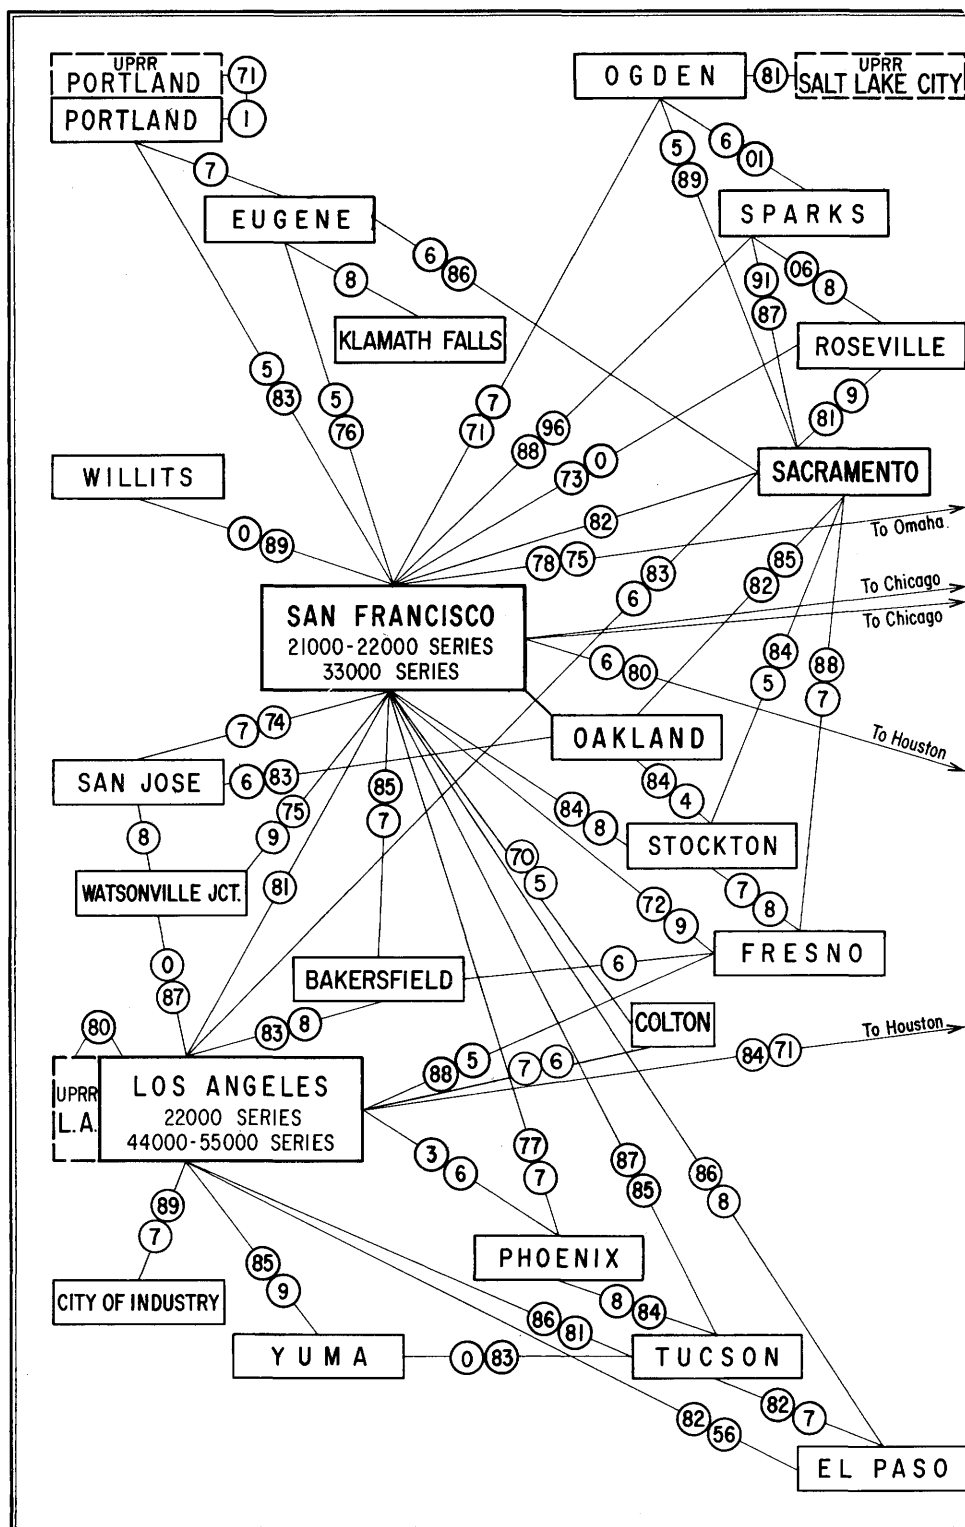 UPRR
PORTLAND
71
PORTLAND
1
OGDEN
81
UPRR
SALT LAKE CITY
7
5
89
6
01
EUGENE
SPARKS
6
86
8
91
87
06
8
KLAMATH FALLS
ROSEVILLE
5
83
5
76
7
71
96
88
0
73
9
81
WILLITS
SACRAMENTO
0
89
82
78
75
To Omaha.
83
6
85
82
To Chicago
To Chicago
SAN FRANCISCO
21000-22000 SERIES
33000 SERIES
6
80
84
5
88
7
To Houston
OAKLAND
7
74
SAN JOSE
6
83
84
4
8
75
9
85
7
84
8
STOCKTON
WATSONVILLE JCT.
81
70
5
7
8
72
9
0
87
BAKERSFIELD
6
FRESNO
80
83
8
COLTON
To Houston
UPRR
L.A.
LOS ANGELES
22000 SERIES
44000-55000 SERIES
88
5
7
6
84
71
3
6
77
7
87
85
86
8
89
7
PHOENIX
CITY OF INDUSTRY
85
9
8
84
86
81
YUMA
0
83
TUCSON
82
56
82
7
EL PASO